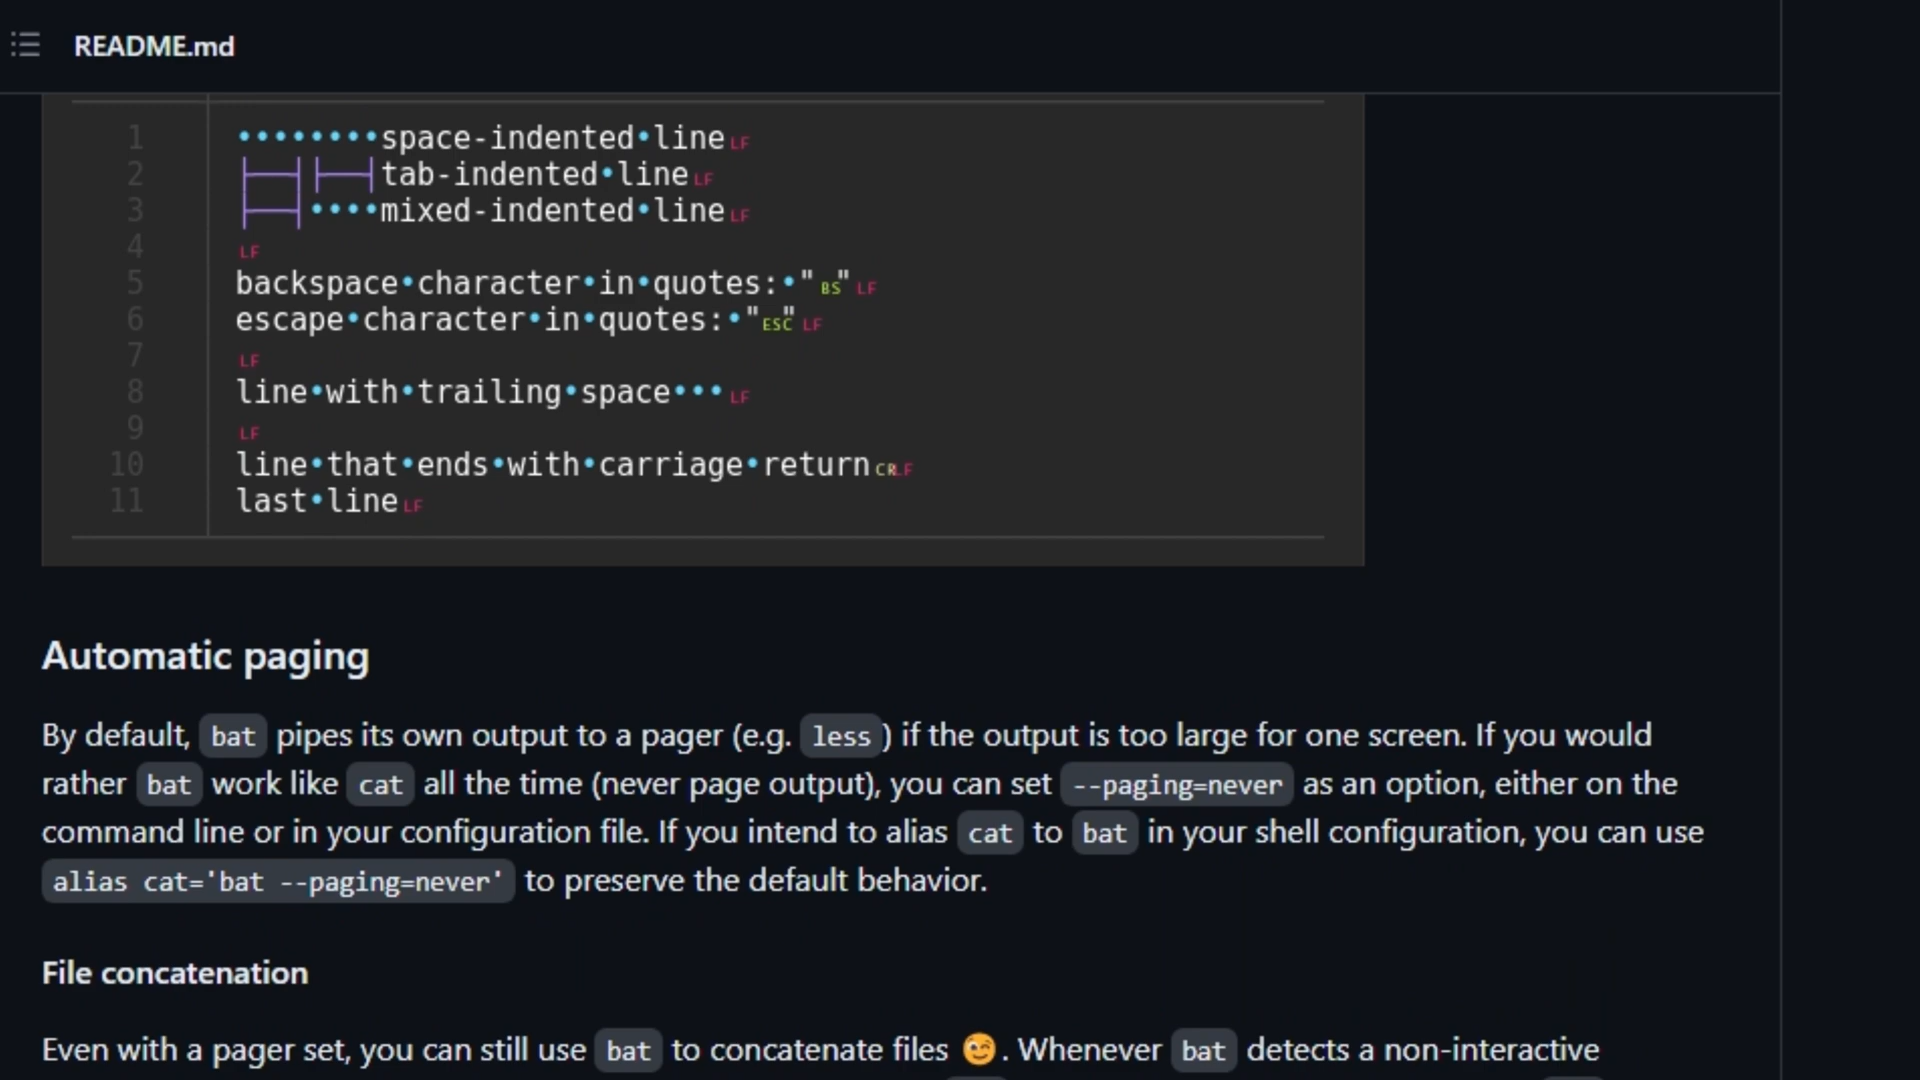 README.md
1 ••••••••space-indented•line LF
2 ├──┤├──┤tab-indented•line LF
3 ├──┤••••mixed-indented•line LF
4 LF
5 backspace•character•in•quotes:•"BS" LF
6 escape•character•in•quotes:•"ESC" LF
7 LF
8 line•with•trailing•space••• LF
9 LF
10 line•that•ends•with•carriage•return CR LF
11 last•line LF
Automatic paging
By default, bat pipes its own output to a pager (e.g. less) if the output is too large for one screen. If you would
rather bat work like cat all the time (never page output), you can set --paging=never as an option, either on the
command line or in your configuration file. If you intend to alias cat to bat in your shell configuration, you can use
alias cat='bat --paging=never' to preserve the default behavior.
File concatenation
Even with a pager set, you can still use bat to concatenate files 😉. Whenever bat detects a non-interactive